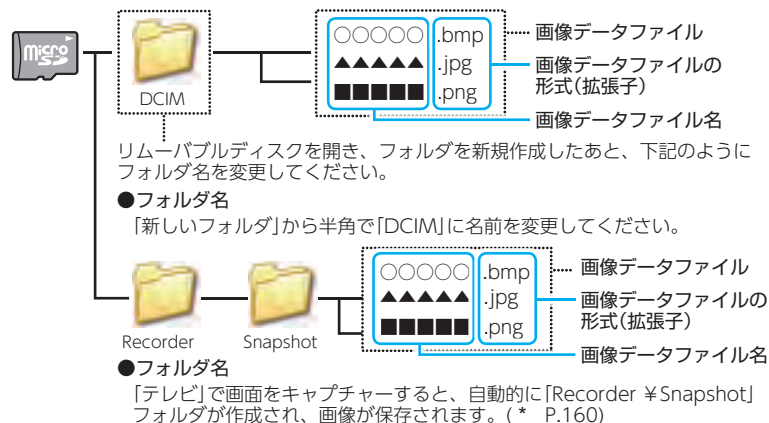 micro
SD
DCIM
○○○○○ .bmp
▲▲▲▲▲ .jpg
■■■■■ .png
画像データファイル
画像データファイルの
形式(拡張子)
画像データファイル名
リムーバブルディスクを開き、フォルダを新規作成したあと、下記のように
フォルダ名を変更してください。
●フォルダ名
「新しいフォルダ」から半角で「DCIM」に名前を変更してください。
Recorder
Snapshot
○○○○○ .bmp
▲▲▲▲▲ .jpg
■■■■■ .png
画像データファイル
画像データファイルの
形式(拡張子)
画像データファイル名
●フォルダ名
「テレビ」で画面をキャプチャーすると、自動的に「Recorder ￥Snapshot」
フォルダが作成され、画像が保存されます。( * P.160)